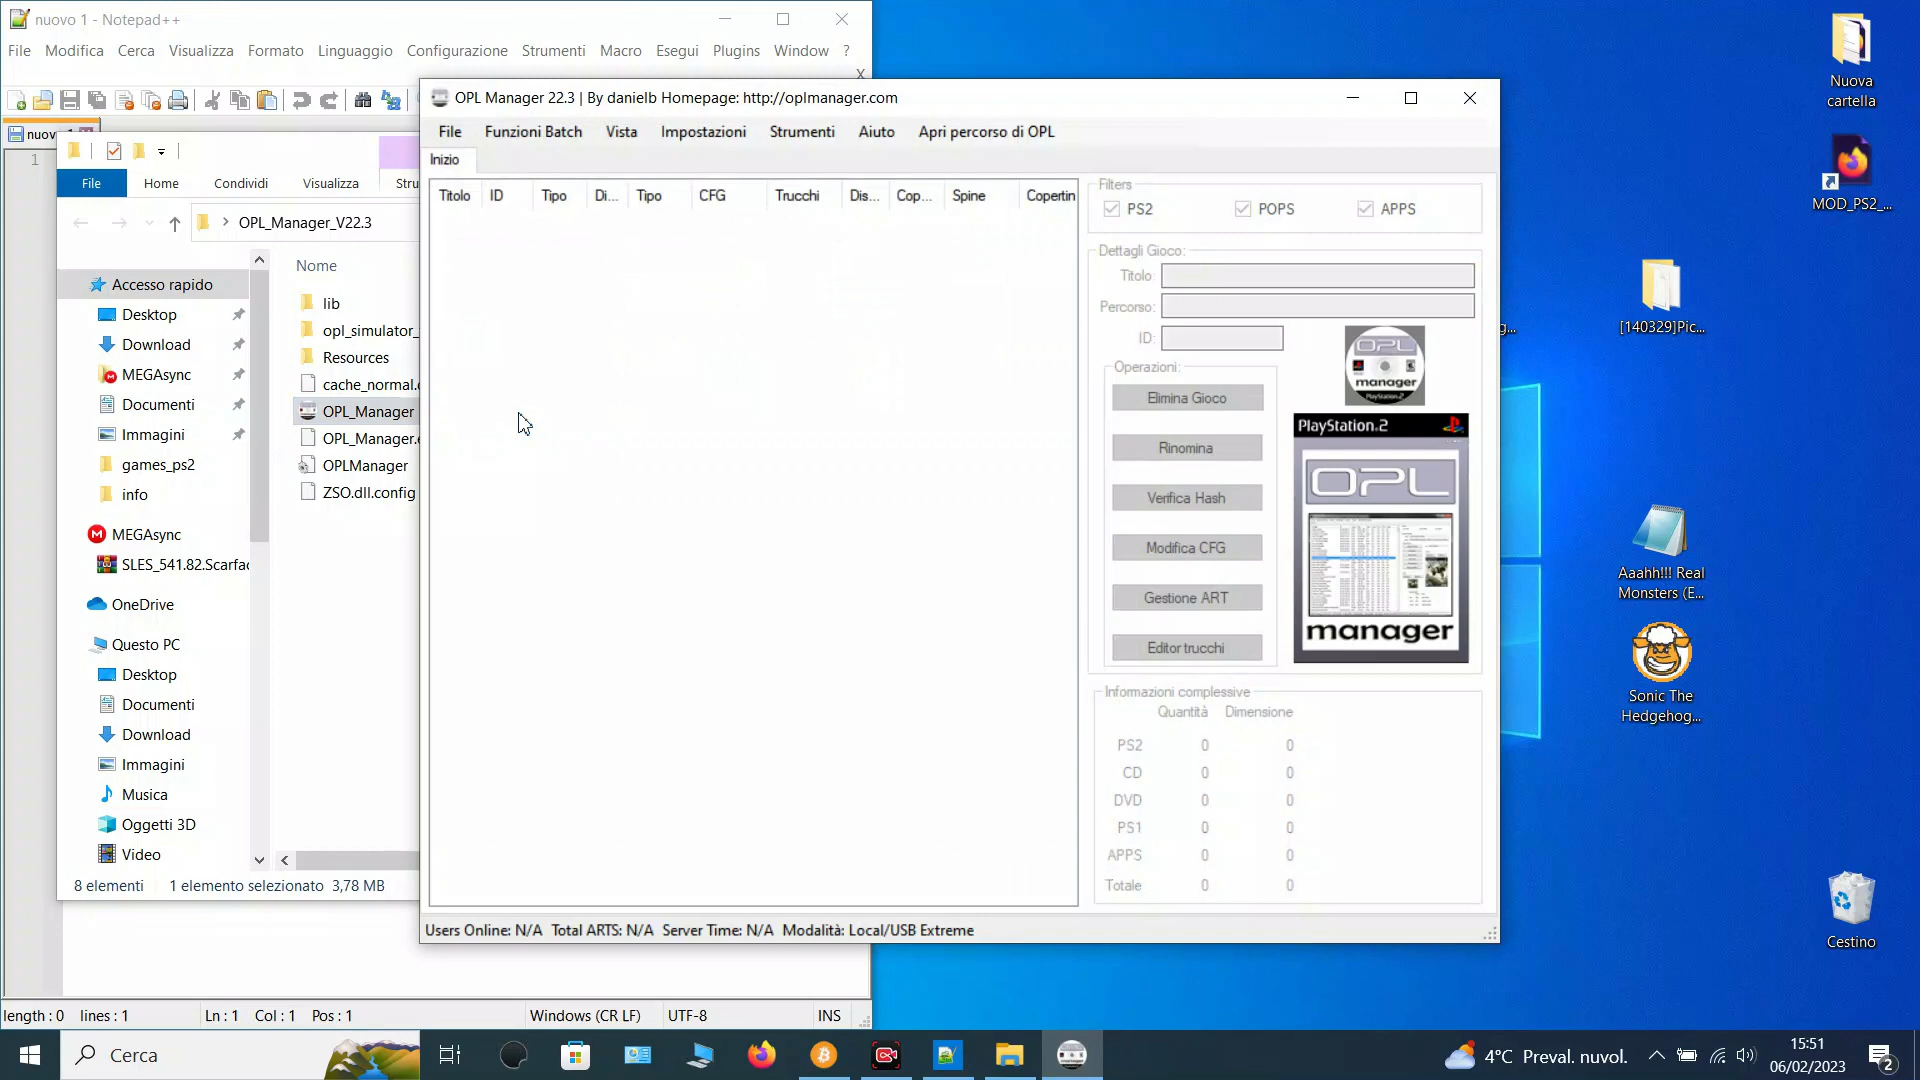 nuovo 1 - Notepad++
File Modifica Cerca Visualizza Formato Linguaggio Configurazione Strumenti Macro Esegui Plugins Window ?
X
nuov
1
File Home Condividi Visualizza Stru
OPL_Manager_V22.3
Nome
Accesso rapido
Desktop
Download
MEGAsync
Documenti
Immagini
games_ps2
info
MEGAsync
SLES_541.82.Scarfac
OneDrive
Questo PC
Desktop
Documenti
Download
Immagini
Musica
Oggetti 3D
Video
lib
opl_simulator_
Resources
cache_normal.
OPL_Manager
OPL_Manager.
OPLManager
ZSO.dll.config
8 elementi 1 elemento selezionato 3,78 MB
length : 0 lines : 1 Ln : 1 Col : 1 Pos : 1 Windows (CR LF) UTF-8 INS
OPL Manager 22.3 | By danielb Homepage: http://oplmanager.com
File Funzioni Batch Vista Impostazioni Strumenti Aiuto Apri percorso di OPL
Inizio
Titolo ID Tipo Di... Tipo CFG Trucchi Dis... Cop... Spine Copertin
Filters
PS2 POPS APPS
Dettagli Gioco:
Titolo:
Percorso:
ID:
Operazioni:
Elimina Gioco
Rinomina
Verifica Hash
Modifica CFG
Gestione ART
Editor trucchi
OPL
manager
PlayStation.2
PlayStation.2
OPL
manager
Informazioni complessive
Quantità Dimensione
PS2 0 0
CD 0 0
DVD 0 0
PS1 0 0
APPS 0 0
Totale 0 0
Users Online: N/A Total ARTS: N/A Server Time: N/A Modalità: Local/USB Extreme
Nuova
cartella
MOD_PS2_...
g...
[140329]Pic...
Aaahh!!! Real
Monsters (E...
Sonic The
Hedgehog...
Cestino
Cerca
4°C Preval. nuvol.
15:51
06/02/2023
2